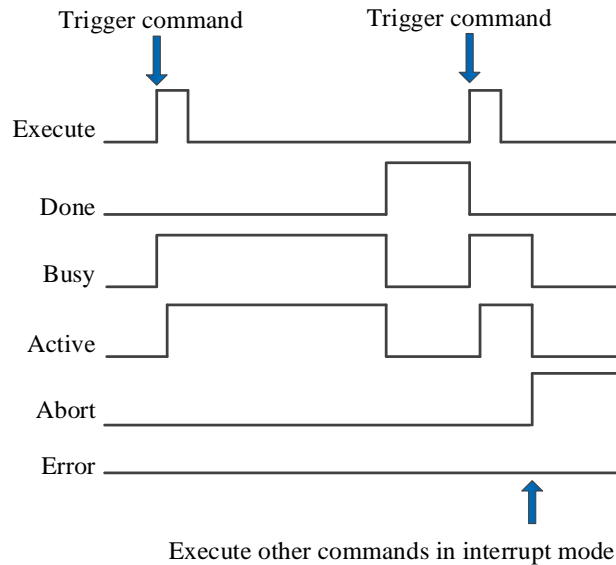 Trigger command
Trigger command
Execute
Done
Busy
Active
Abort
Error
Execute other commands in interrupt mode